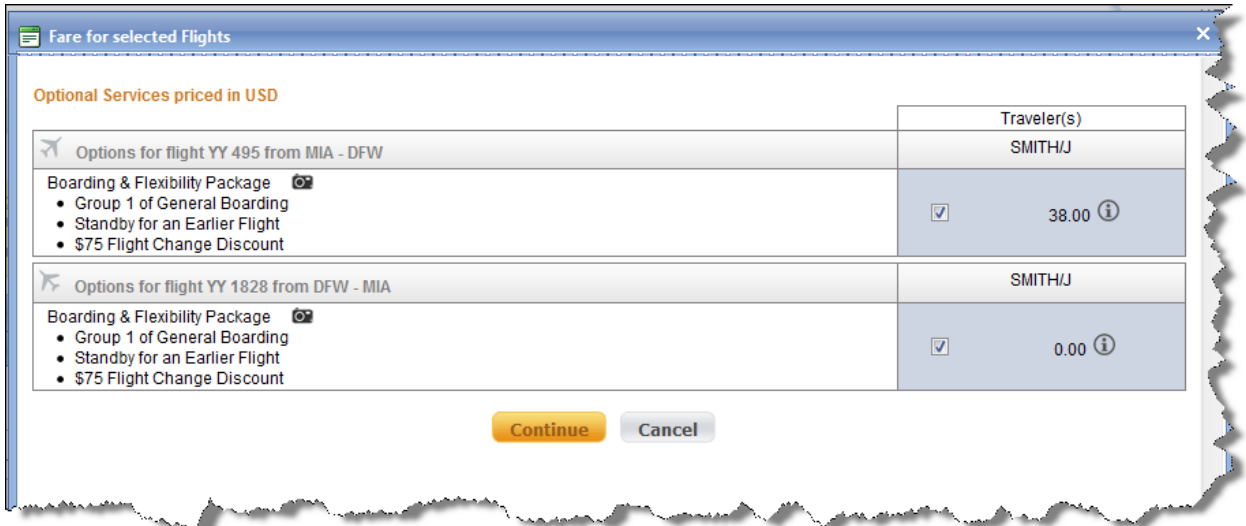 Fare for selected Flights
Optional Services priced in USD
Traveler(s)
Options for flight YY 495 from MIA - DFW
SMITH/J
Boarding & Flexibility Package
• Group 1 of General Boarding
• Standby for an Earlier Flight
• $75 Flight Change Discount
38.00
Options for flight YY 1828 from DFW - MIA
SMITH/J
Boarding & Flexibility Package
• Group 1 of General Boarding
• Standby for an Earlier Flight
• $75 Flight Change Discount
0.00
Continue
Cancel